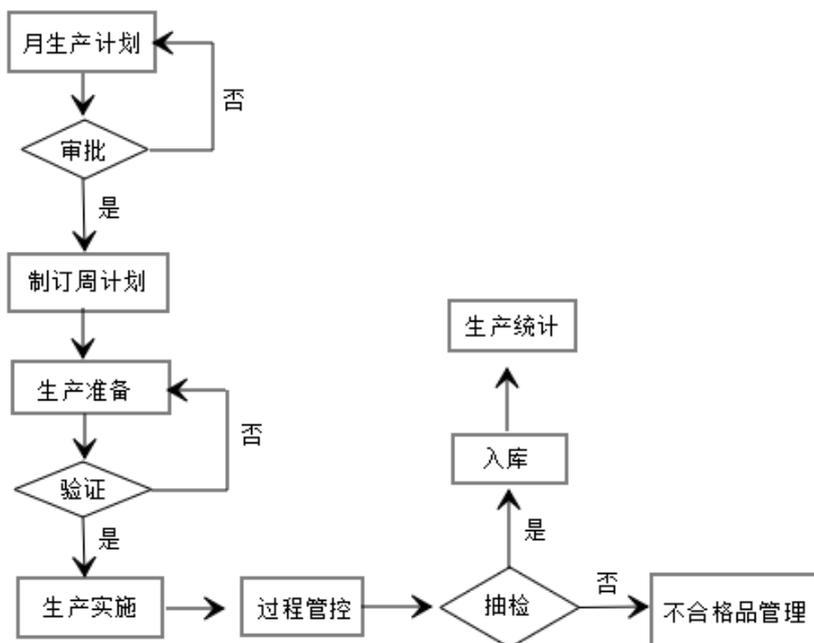 月生产计划
否
审批
是
制订周计划
生产统计
生产准备
否
入库
验证
是
是
生产实施
过程管控
抽检
否
不合格品管理